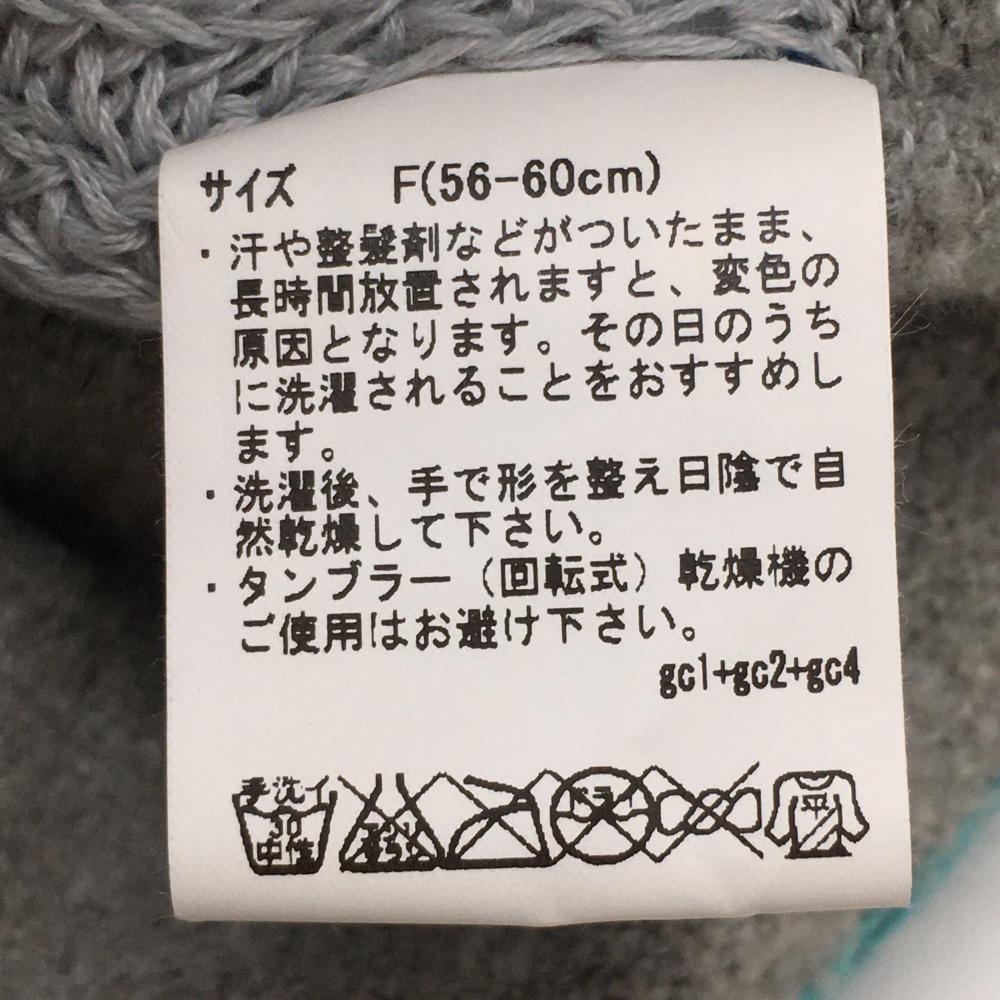 サイズ F(56-60cm)
・汗や整髪剤などがついたまま、
長時間放置されますと、変色の
原因となります。その日のうち
に洗濯されることをおすすめし
ます。
・洗濯後、手で形を整え日陰で自
然乾燥して下さい。
・タンブラー（回転式）乾燥機の
ご使用はお避け下さい。
gc1+gc2+gc4
手洗イ
30 ドライ 平
中性